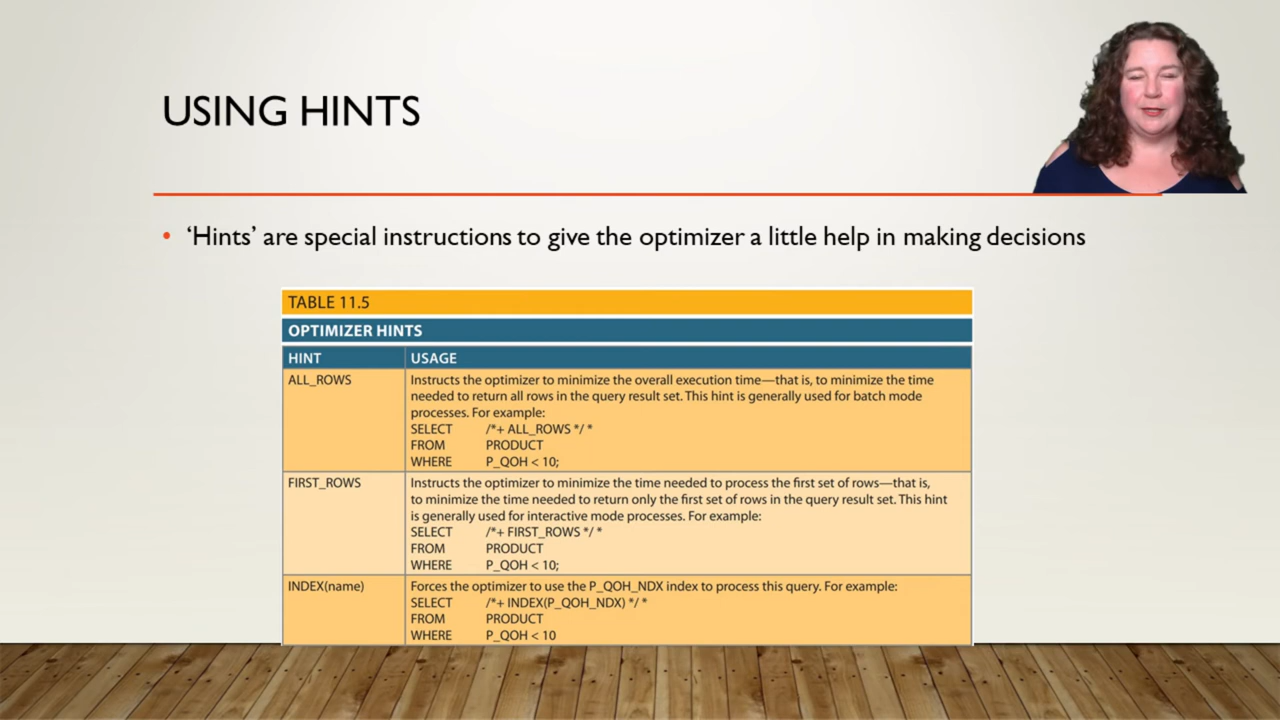 USING HINTS
• ‘Hints’ are special instructions to give the optimizer a little help in making decisions
TABLE 11.5
OPTIMIZER HINTS
HINT USAGE
ALL_ROWS Instructs the optimizer to minimize the overall execution time—that is, to minimize the time
needed to return all rows in the query result set. This hint is generally used for batch mode
processes. For example:
SELECT /*+ ALL_ROWS */ *
FROM PRODUCT
WHERE P_QOH < 10;
FIRST_ROWS Instructs the optimizer to minimize the time needed to process the first set of rows—that is,
to minimize the time needed to return only the first set of rows in the query result set. This hint
is generally used for interactive mode processes. For example:
SELECT /*+ FIRST_ROWS */ *
FROM PRODUCT
WHERE P_QOH < 10;
INDEX(name) Forces the optimizer to use the P_QOH_NDX index to process this query. For example:
SELECT /*+ INDEX(P_QOH_NDX) */ *
FROM PRODUCT
WHERE P_QOH < 10